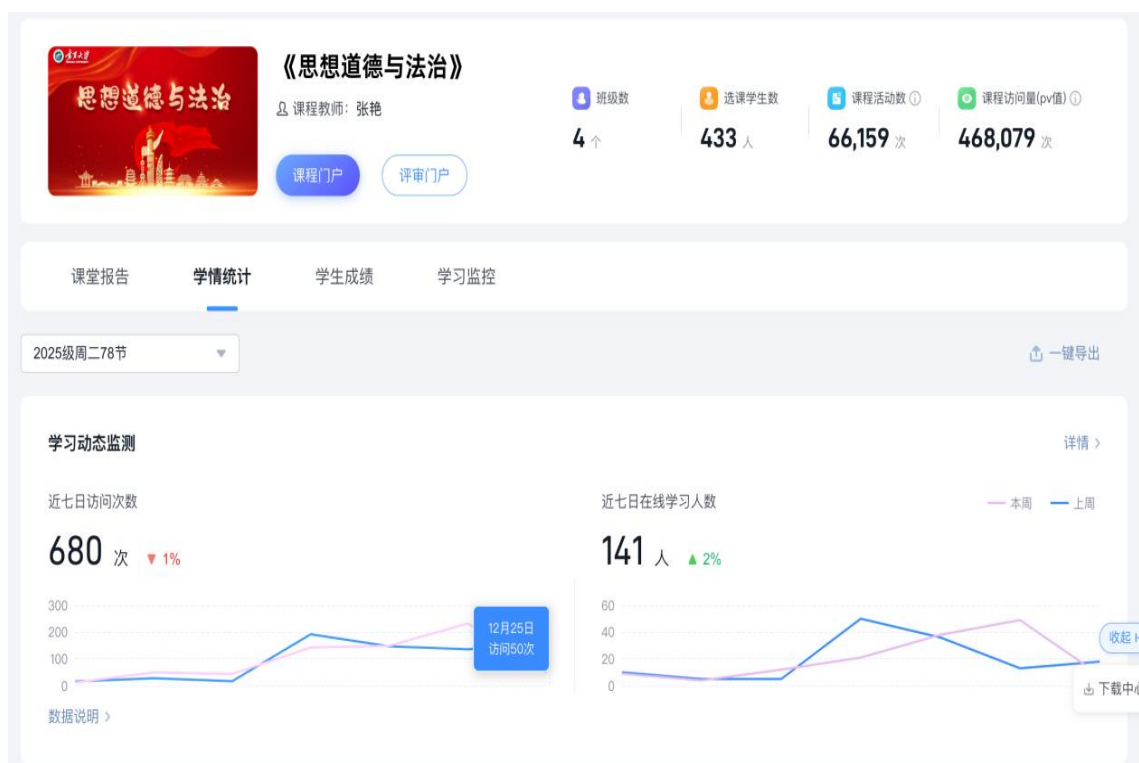 思想道德与法治
《思想道德与法治》
课程教师：张艳
课程门户
评审门户
班级数
4 个
选课学生数
433 人
课程活动数
66,159 次
课程访问量(pv值)
468,079 次
课堂报告 学情统计 学生成绩 学习监控
2025级周二78节
一键导出
学习动态监测
详情 >
近七日访问次数
680 次 ▼ 1%
300
200
100
0
12月25日
访问50次
数据说明 >
近七日在线学习人数
本周 上周
141 人 ▲ 2%
60
40
20
0
收起
下载中心